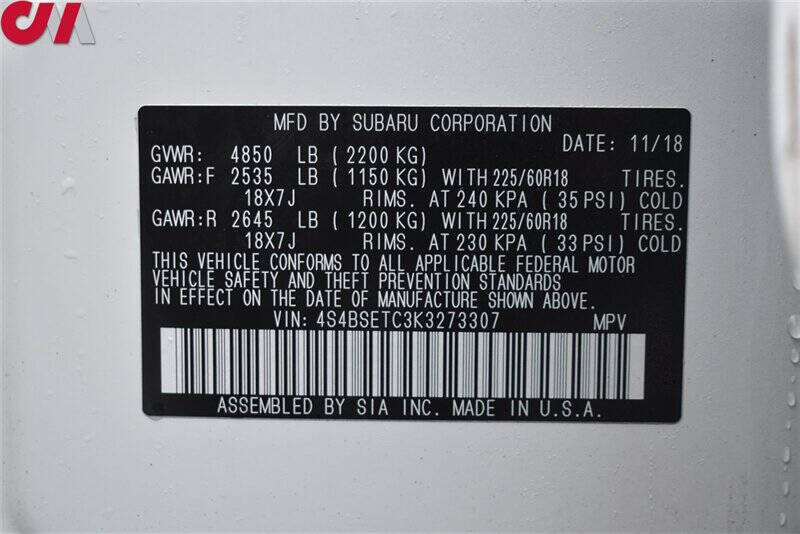 MFD BY SUBARU CORPORATION
DATE: 11/18
GVWR: 4850 LB (2200 KG)
GAWR:F 2535 LB (1150 KG) WITH 225/60R18 TIRES.
18X7J RIMS. AT 240 KPA (35 PSI) COLD
GAWR:R 2645 LB (1200 KG) WITH 225/60R18 TIRES.
18X7J RIMS. AT 230 KPA (33 PSI) COLD
THIS VEHICLE CONFORMS TO ALL APPLICABLE FEDERAL MOTOR
VEHICLE SAFETY AND THEFT PREVENTION STANDARDS
IN EFFECT ON THE DATE OF MANUFACTURE SHOWN ABOVE.
VIN: 4S4BSETC3K3273307 MPV
ASSEMBLED BY SIA INC. MADE IN U.S.A.